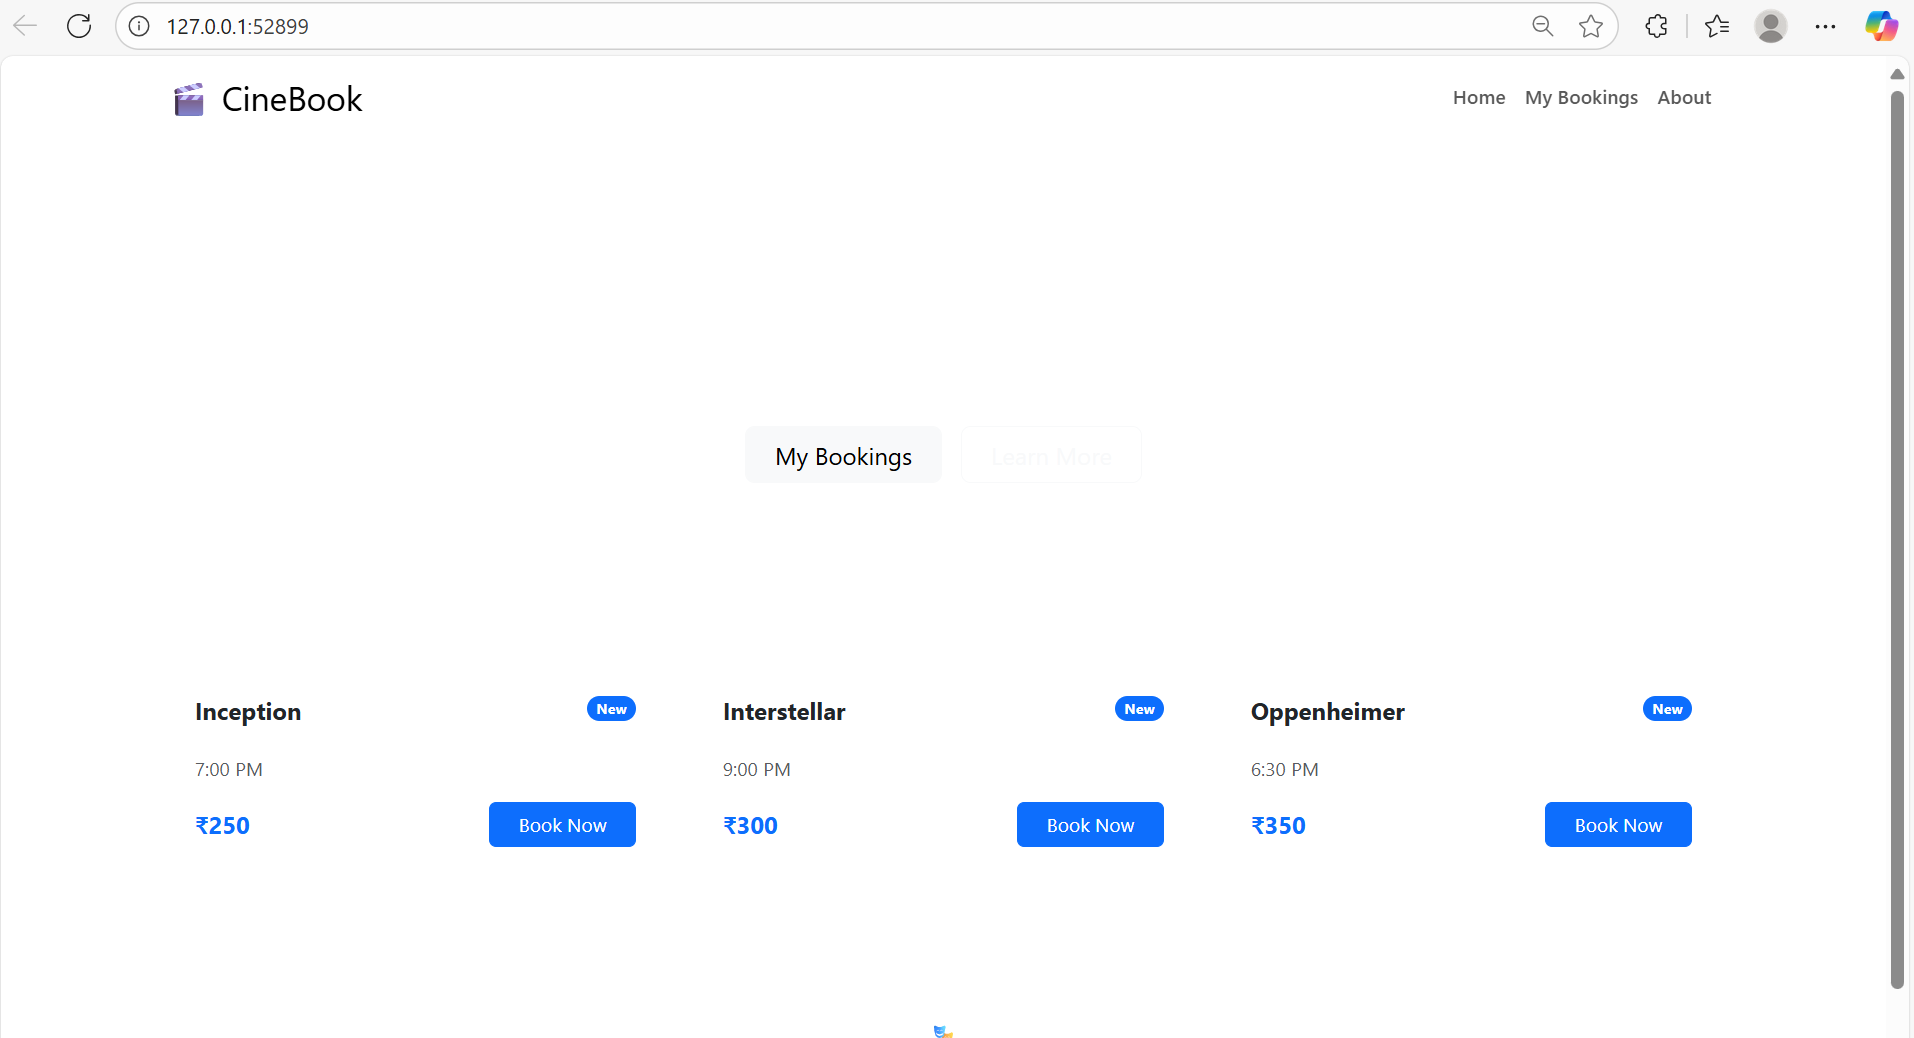 127.0.0.1:52899
CineBook
Home My Bookings About
My Bookings Learn More
Inception New Interstellar New Oppenheimer New
7:00 PM 9:00 PM 6:30 PM
₹250 Book Now ₹300 Book Now ₹350 Book Now